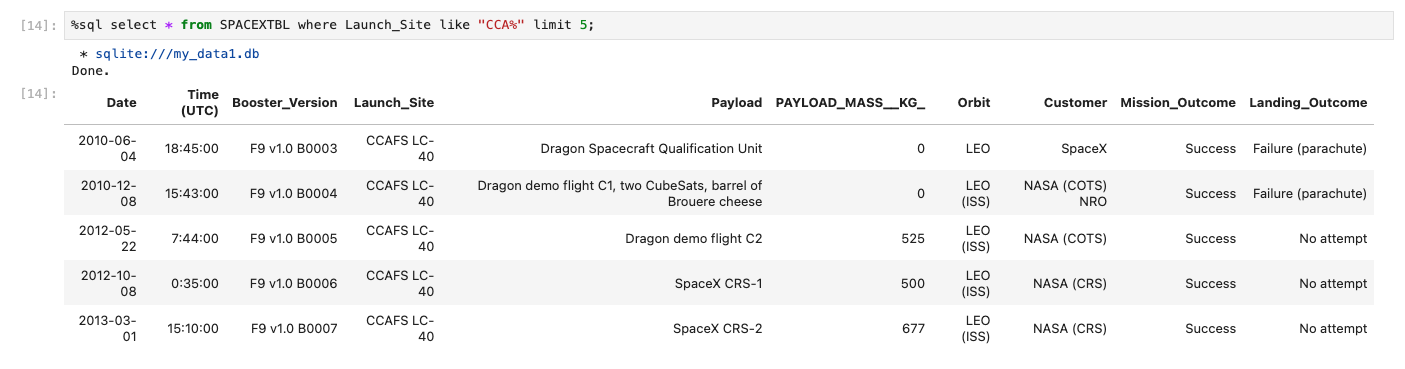 [14]: %sql select * from SPACEXTBL where Launch_Site like "CCA%" limit 5;
* sqlite:///my_data1.db
Done.
[14]:
Date Time (UTC) Booster_Version Launch_Site Payload PAYLOAD_MASS__KG_ Orbit Customer Mission_Outcome Landing_Outcome
2010-06-04 18:45:00 F9 v1.0 B0003 CCAFS LC-40 Dragon Spacecraft Qualification Unit 0 LEO SpaceX Success Failure (parachute)
2010-12-08 15:43:00 F9 v1.0 B0004 CCAFS LC-40 Dragon demo flight C1, two CubeSats, barrel of Brouere cheese 0 LEO (ISS) NASA (COTS) NRO Success Failure (parachute)
2012-05-22 7:44:00 F9 v1.0 B0005 CCAFS LC-40 Dragon demo flight C2 525 LEO (ISS) NASA (COTS) Success No attempt
2012-10-08 0:35:00 F9 v1.0 B0006 CCAFS LC-40 SpaceX CRS-1 500 LEO (ISS) NASA (CRS) Success No attempt
2013-03-01 15:10:00 F9 v1.0 B0007 CCAFS LC-40 SpaceX CRS-2 677 LEO (ISS) NASA (CRS) Success No attempt